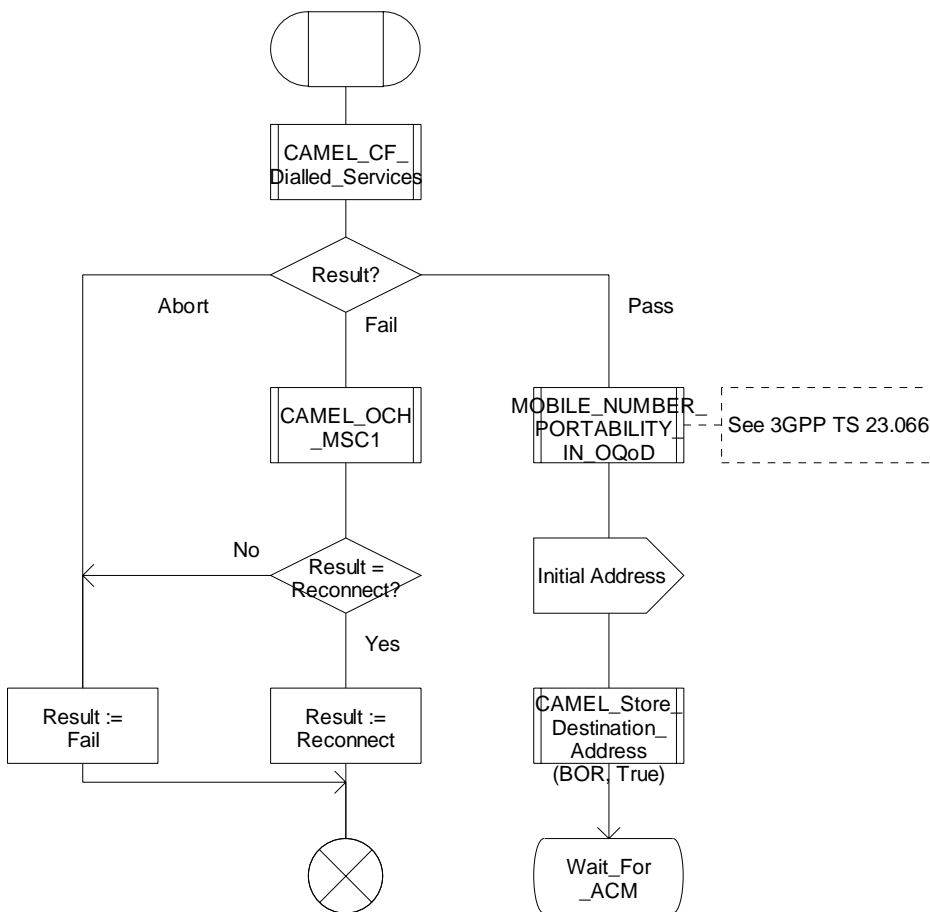 CAMEL_CF_
Dialled_Services
Result?
Abort
Fail
Pass
CAMEL_OCH
_MSC1
MOBILE_NUMBER_
PORTABILITY_
IN_OQoD
See 3GPP TS 23.066
No
Result =
Reconnect?
Initial Address
Yes
Result :=
Fail
Result :=
Reconnect
CAMEL_Store_
Destination_
Address
(BOR, True)
Wait_For
_ACM